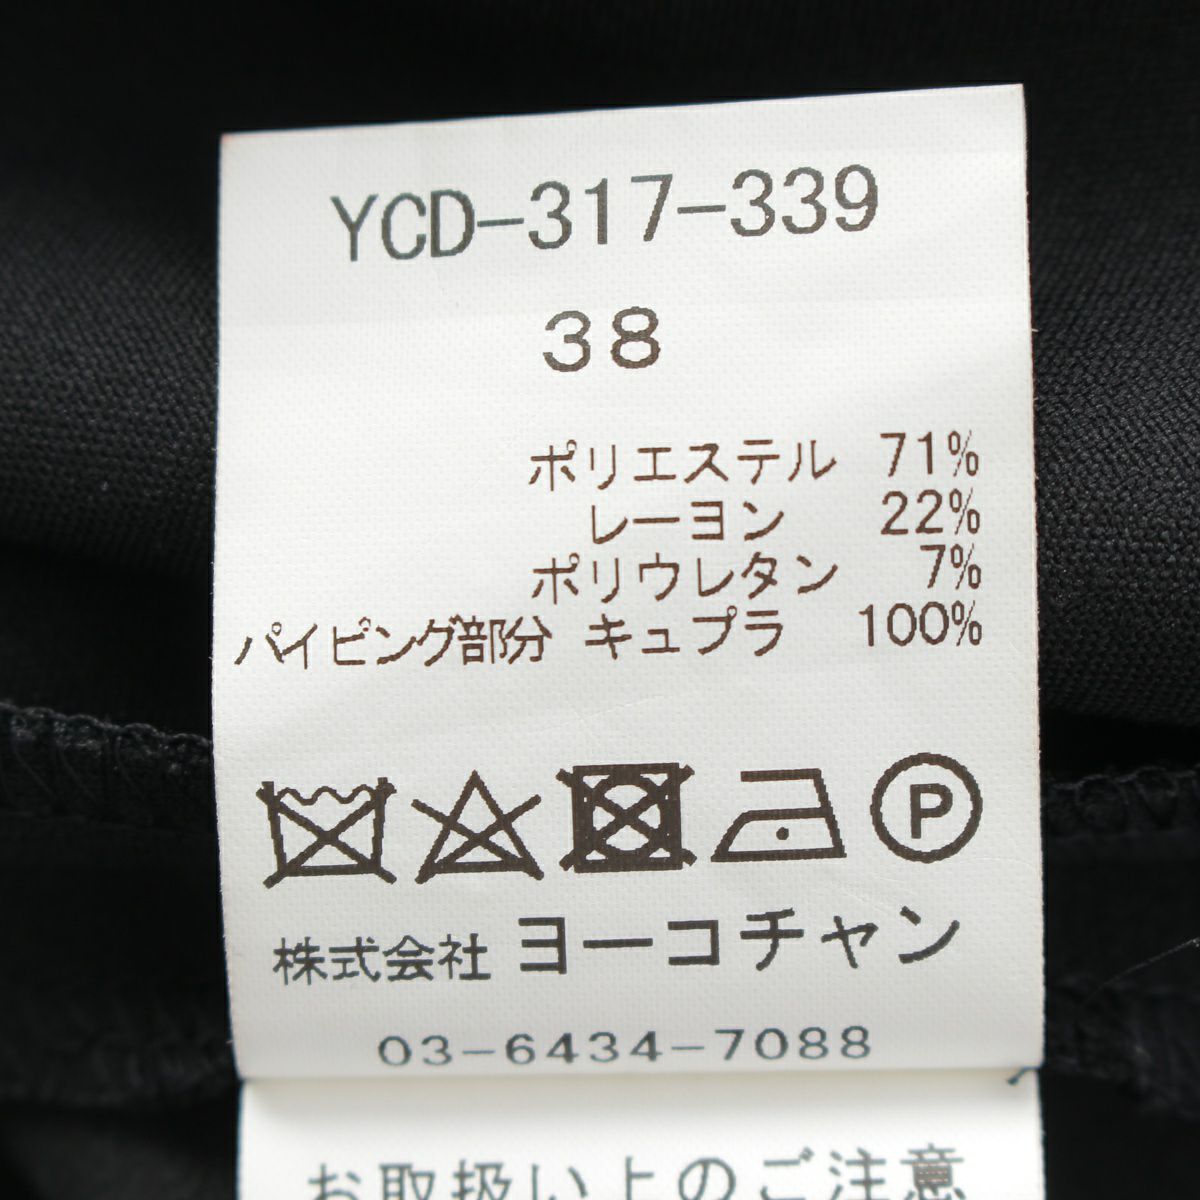 YCD-317-339
38
ポリエステル 71%
レーヨン 22%
ポリウレタン 7%
パイピング部分 キュプラ 100%
P
株式会社 ヨーコチャン
03-6434-7088
お取扱い上のご注意